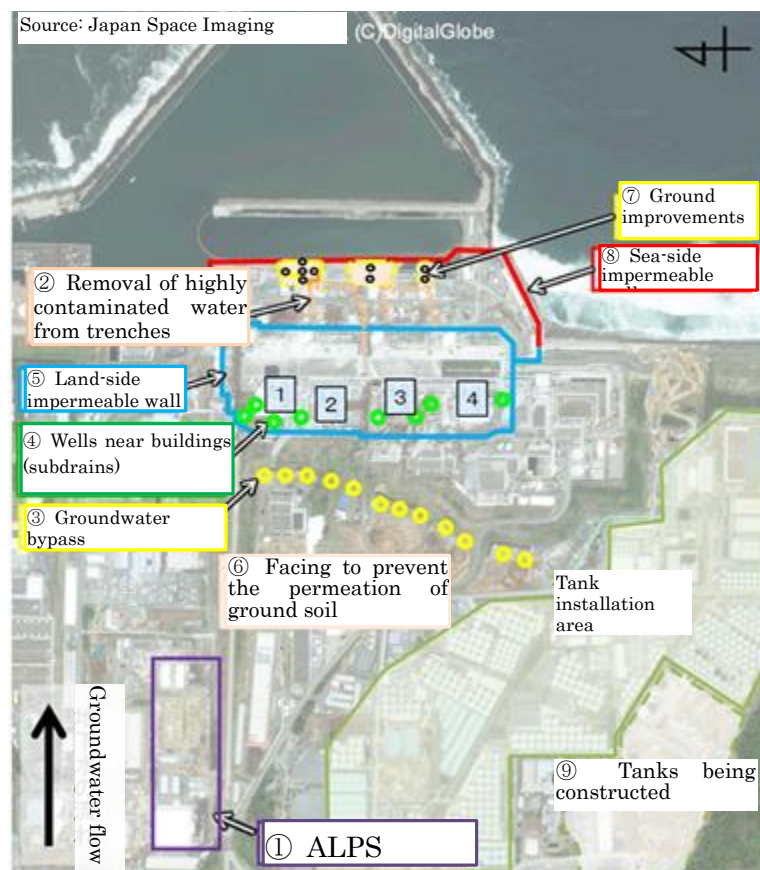 Source: Japan Space Imaging
(C)DigitalGlobe
⑦ Ground
improvements
⑧ Sea-side
impermeable
② Removal of highly
contaminated water
from trenches
⑤ Land-side
impermeable wall
1
2
3
4
④ Wells near buildings
(subdrains)
③ Groundwater
bypass
⑥ Facing to prevent
the permeation of
ground soil
Tank
installation
area
Groundwater flow
⑨ Tanks being
constructed
① ALPS